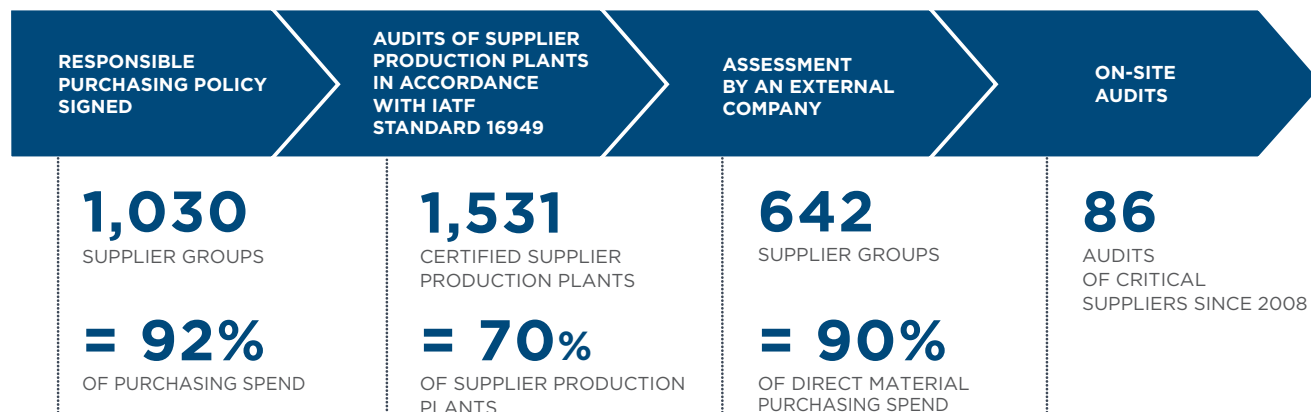 RESPONSIBLE
PURCHASING POLICY
SIGNED
AUDITS OF SUPPLIER
PRODUCTION PLANTS
IN ACCORDANCE
WITH IATF
STANDARD 16949
ASSESSMENT
BY AN EXTERNAL
COMPANY
ON-SITE
AUDITS
1,030
SUPPLIER GROUPS
= 92%
OF PURCHASING SPEND
1,531
CERTIFIED SUPPLIER
PRODUCTION PLANTS
= 70%
OF SUPPLIER PRODUCTION
PLANTS
642
SUPPLIER GROUPS
= 90%
OF DIRECT MATERIAL
PURCHASING SPEND
86
AUDITS
OF CRITICAL
SUPPLIERS SINCE 2008